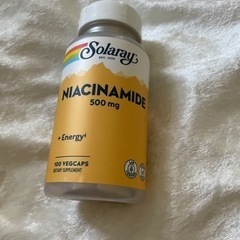 Solaray
NIACINAMIDE
500 mg
+ Energy‡
100 VEGCAPS
DIETARY SUPPLEMENT